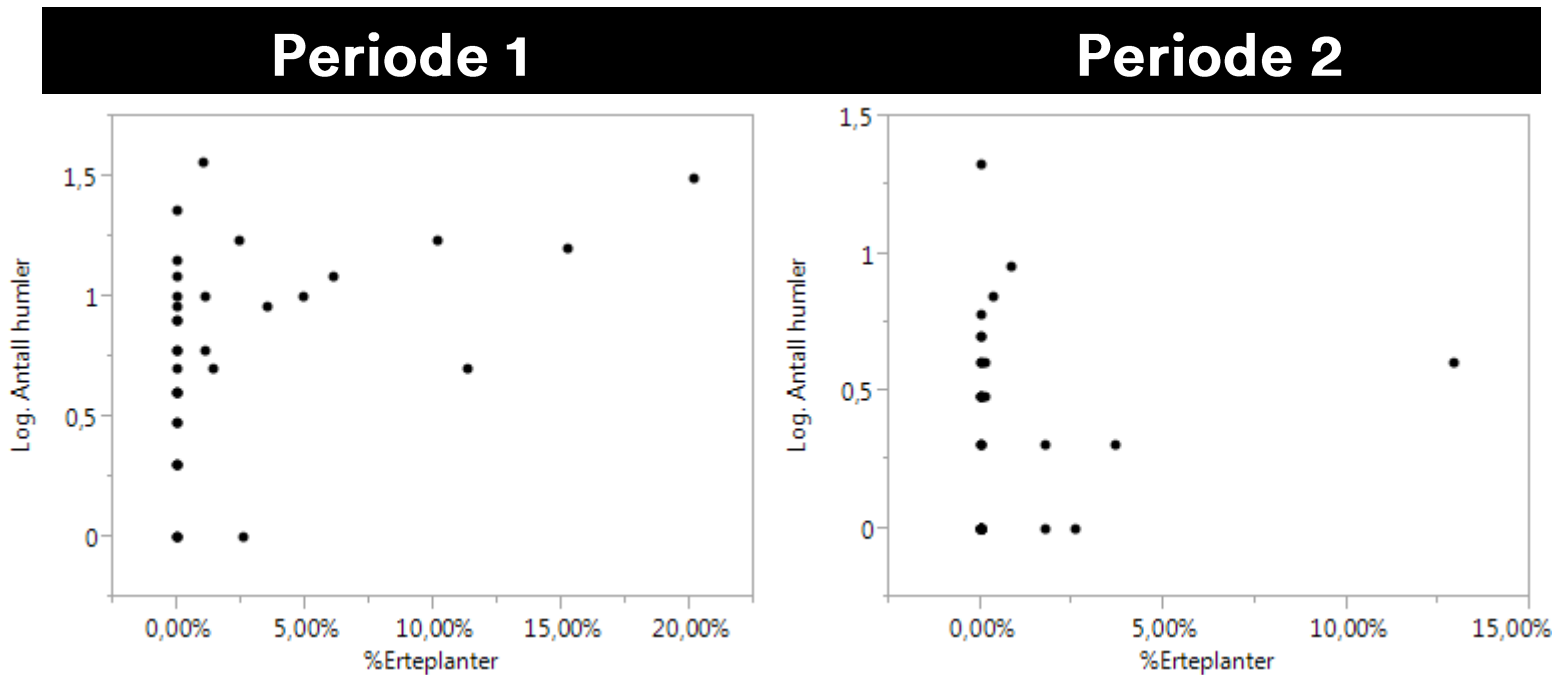 Periode 1
Periode 2
Log. Antall humler
1,5
1
0,5
0
0,00% 5,00% 10,00% 15,00% 20,00%
%Erteplanter
Log. Antall humler
1,5
1
0,5
0
0,00% 5,00% 10,00% 15,00%
%Erteplanter